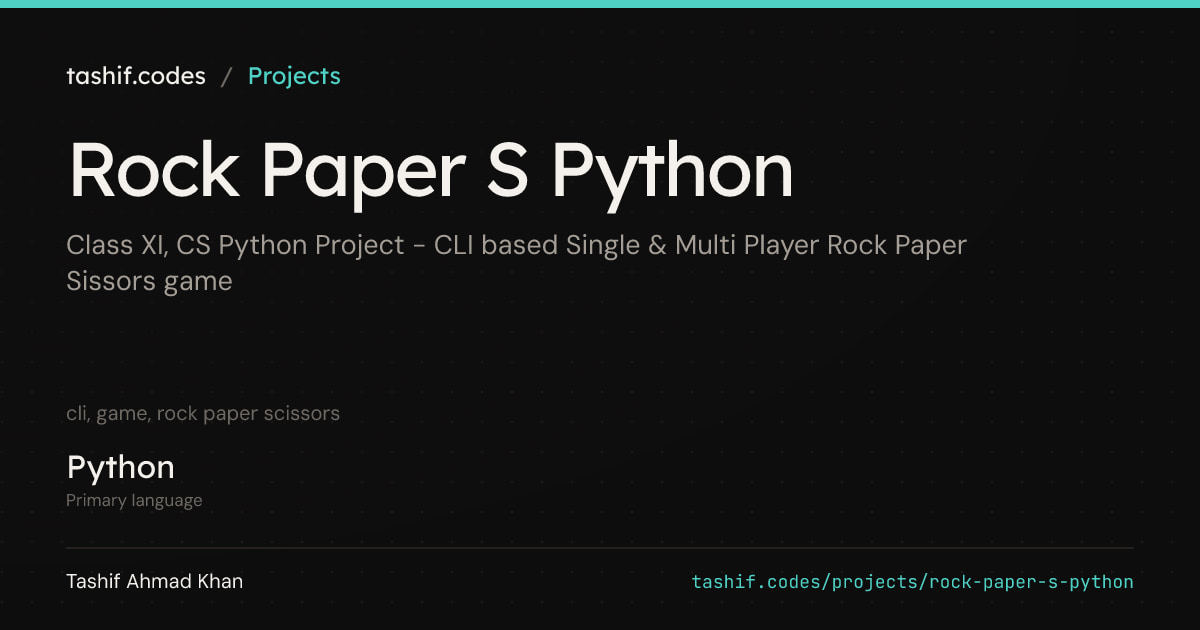 tashif.codes / Projects
Rock Paper S Python
Class XI, CS Python Project – CLI based Single & Multi Player Rock Paper
Sissors game
cli, game, rock paper scissors
Python
Primary language
Tashif Ahmad Khan
tashif.codes/projects/rock-paper-s-python